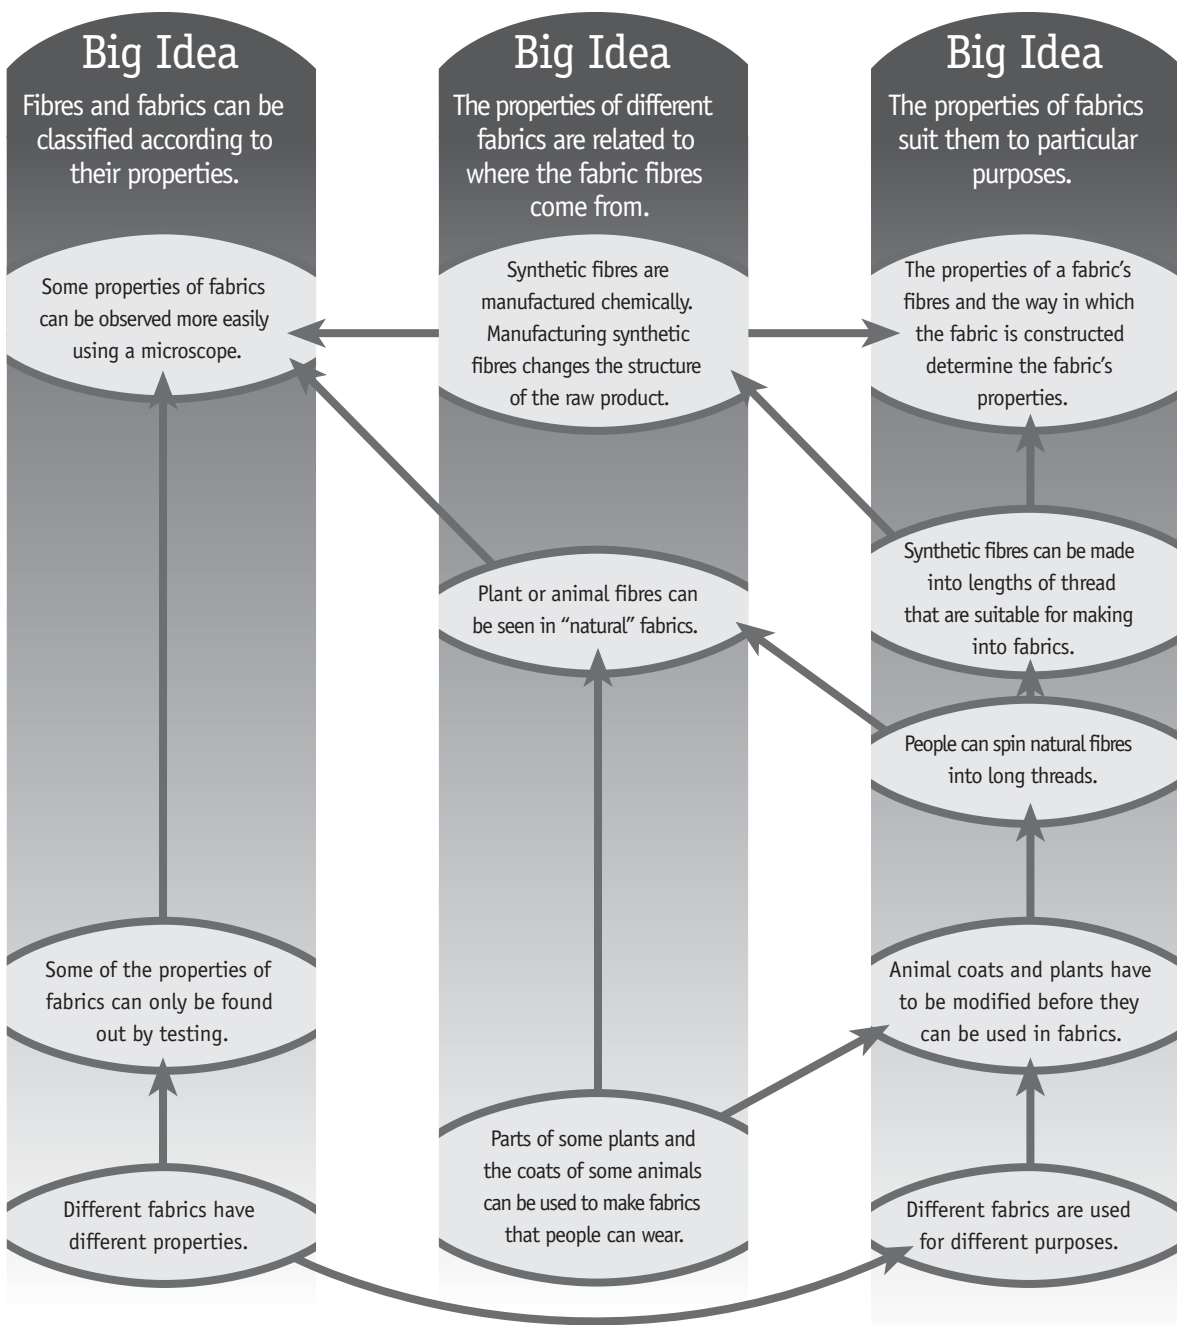 Big Idea
Fibres and fabrics can be
classified according to
their properties.
Some properties of fabrics
can be observed more easily
using a microscope.
Some of the properties of
fabrics can only be found
out by testing.
Different fabrics have
different properties.
Big Idea
The properties of different
fabrics are related to
where the fabric fibres
come from.
Synthetic fibres are
manufactured chemically.
Manufacturing synthetic
fibres changes the structure
of the raw product.
Plant or animal fibres can
be seen in “natural” fabrics.
Parts of some plants and
the coats of some animals
can be used to make fabrics
that people can wear.
Big Idea
The properties of fabrics
suit them to particular
purposes.
The properties of a fabric’s
fibres and the way in which
the fabric is constructed
determine the fabric’s
properties.
Synthetic fibres can be made
into lengths of thread
that are suitable for making
into fabrics.
People can spin natural fibres
into long threads.
Animal coats and plants have
to be modified before they
can be used in fabrics.
Different fabrics are used
for different purposes.